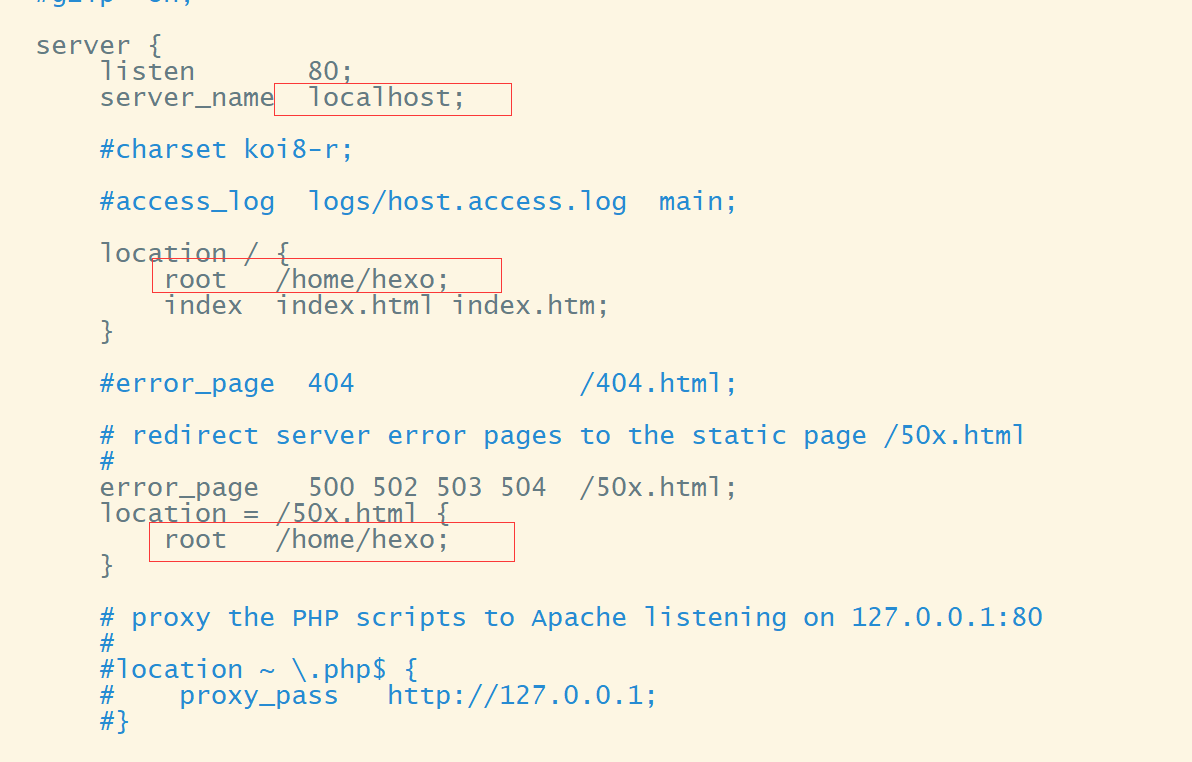 server {
    listen       80;
    server_name  localhost;
    #charset koi8-r;
    #access_log  logs/host.access.log  main;
    location / {
        root   /home/hexo;
        index  index.html index.htm;
    }
    #error_page  404              /404.html;
    # redirect server error pages to the static page /50x.html
    #
    error_page   500 502 503 504  /50x.html;
    location = /50x.html {
        root   /home/hexo;
    }
    # proxy the PHP scripts to Apache listening on 127.0.0.1:80
    #
    #location ~ \.php$ {
    #    proxy_pass   http://127.0.0.1;
    #}